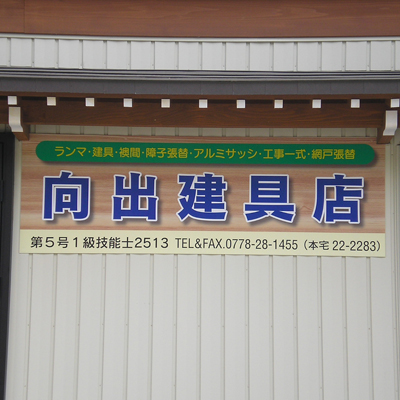 ランマ・建具・襖間・障子張替・アルミサッシ・工事一式・網戸張替
向出建具店
第5号1級技能士2513 TEL&FAX.0778-28-1455（本宅 22-2283）